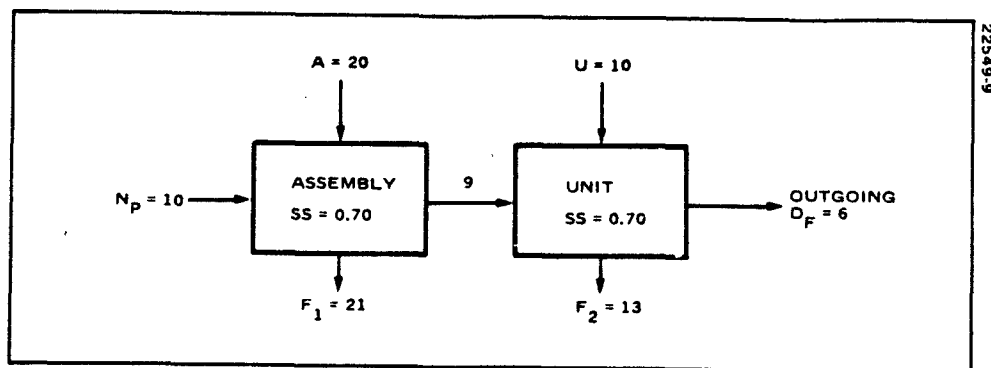 22549-9
A = 20
U = 10
ASSEMBLY
SS = 0.70
9
UNIT
SS = 0.70
N_P = 10
OUTGOING
D_F = 6
F_1 = 21
F_2 = 13